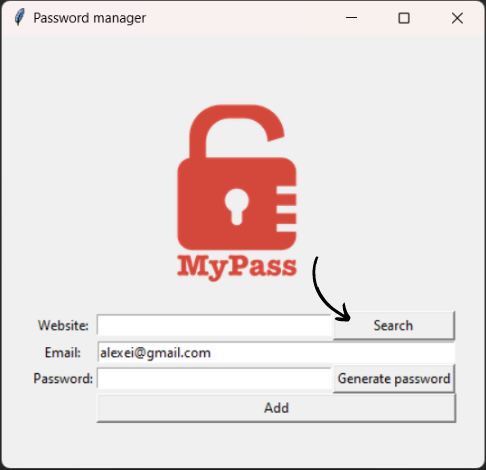 Password manager
MyPass
Website:
Search
Email:
alexei@gmail.com
Password:
Generate password
Add